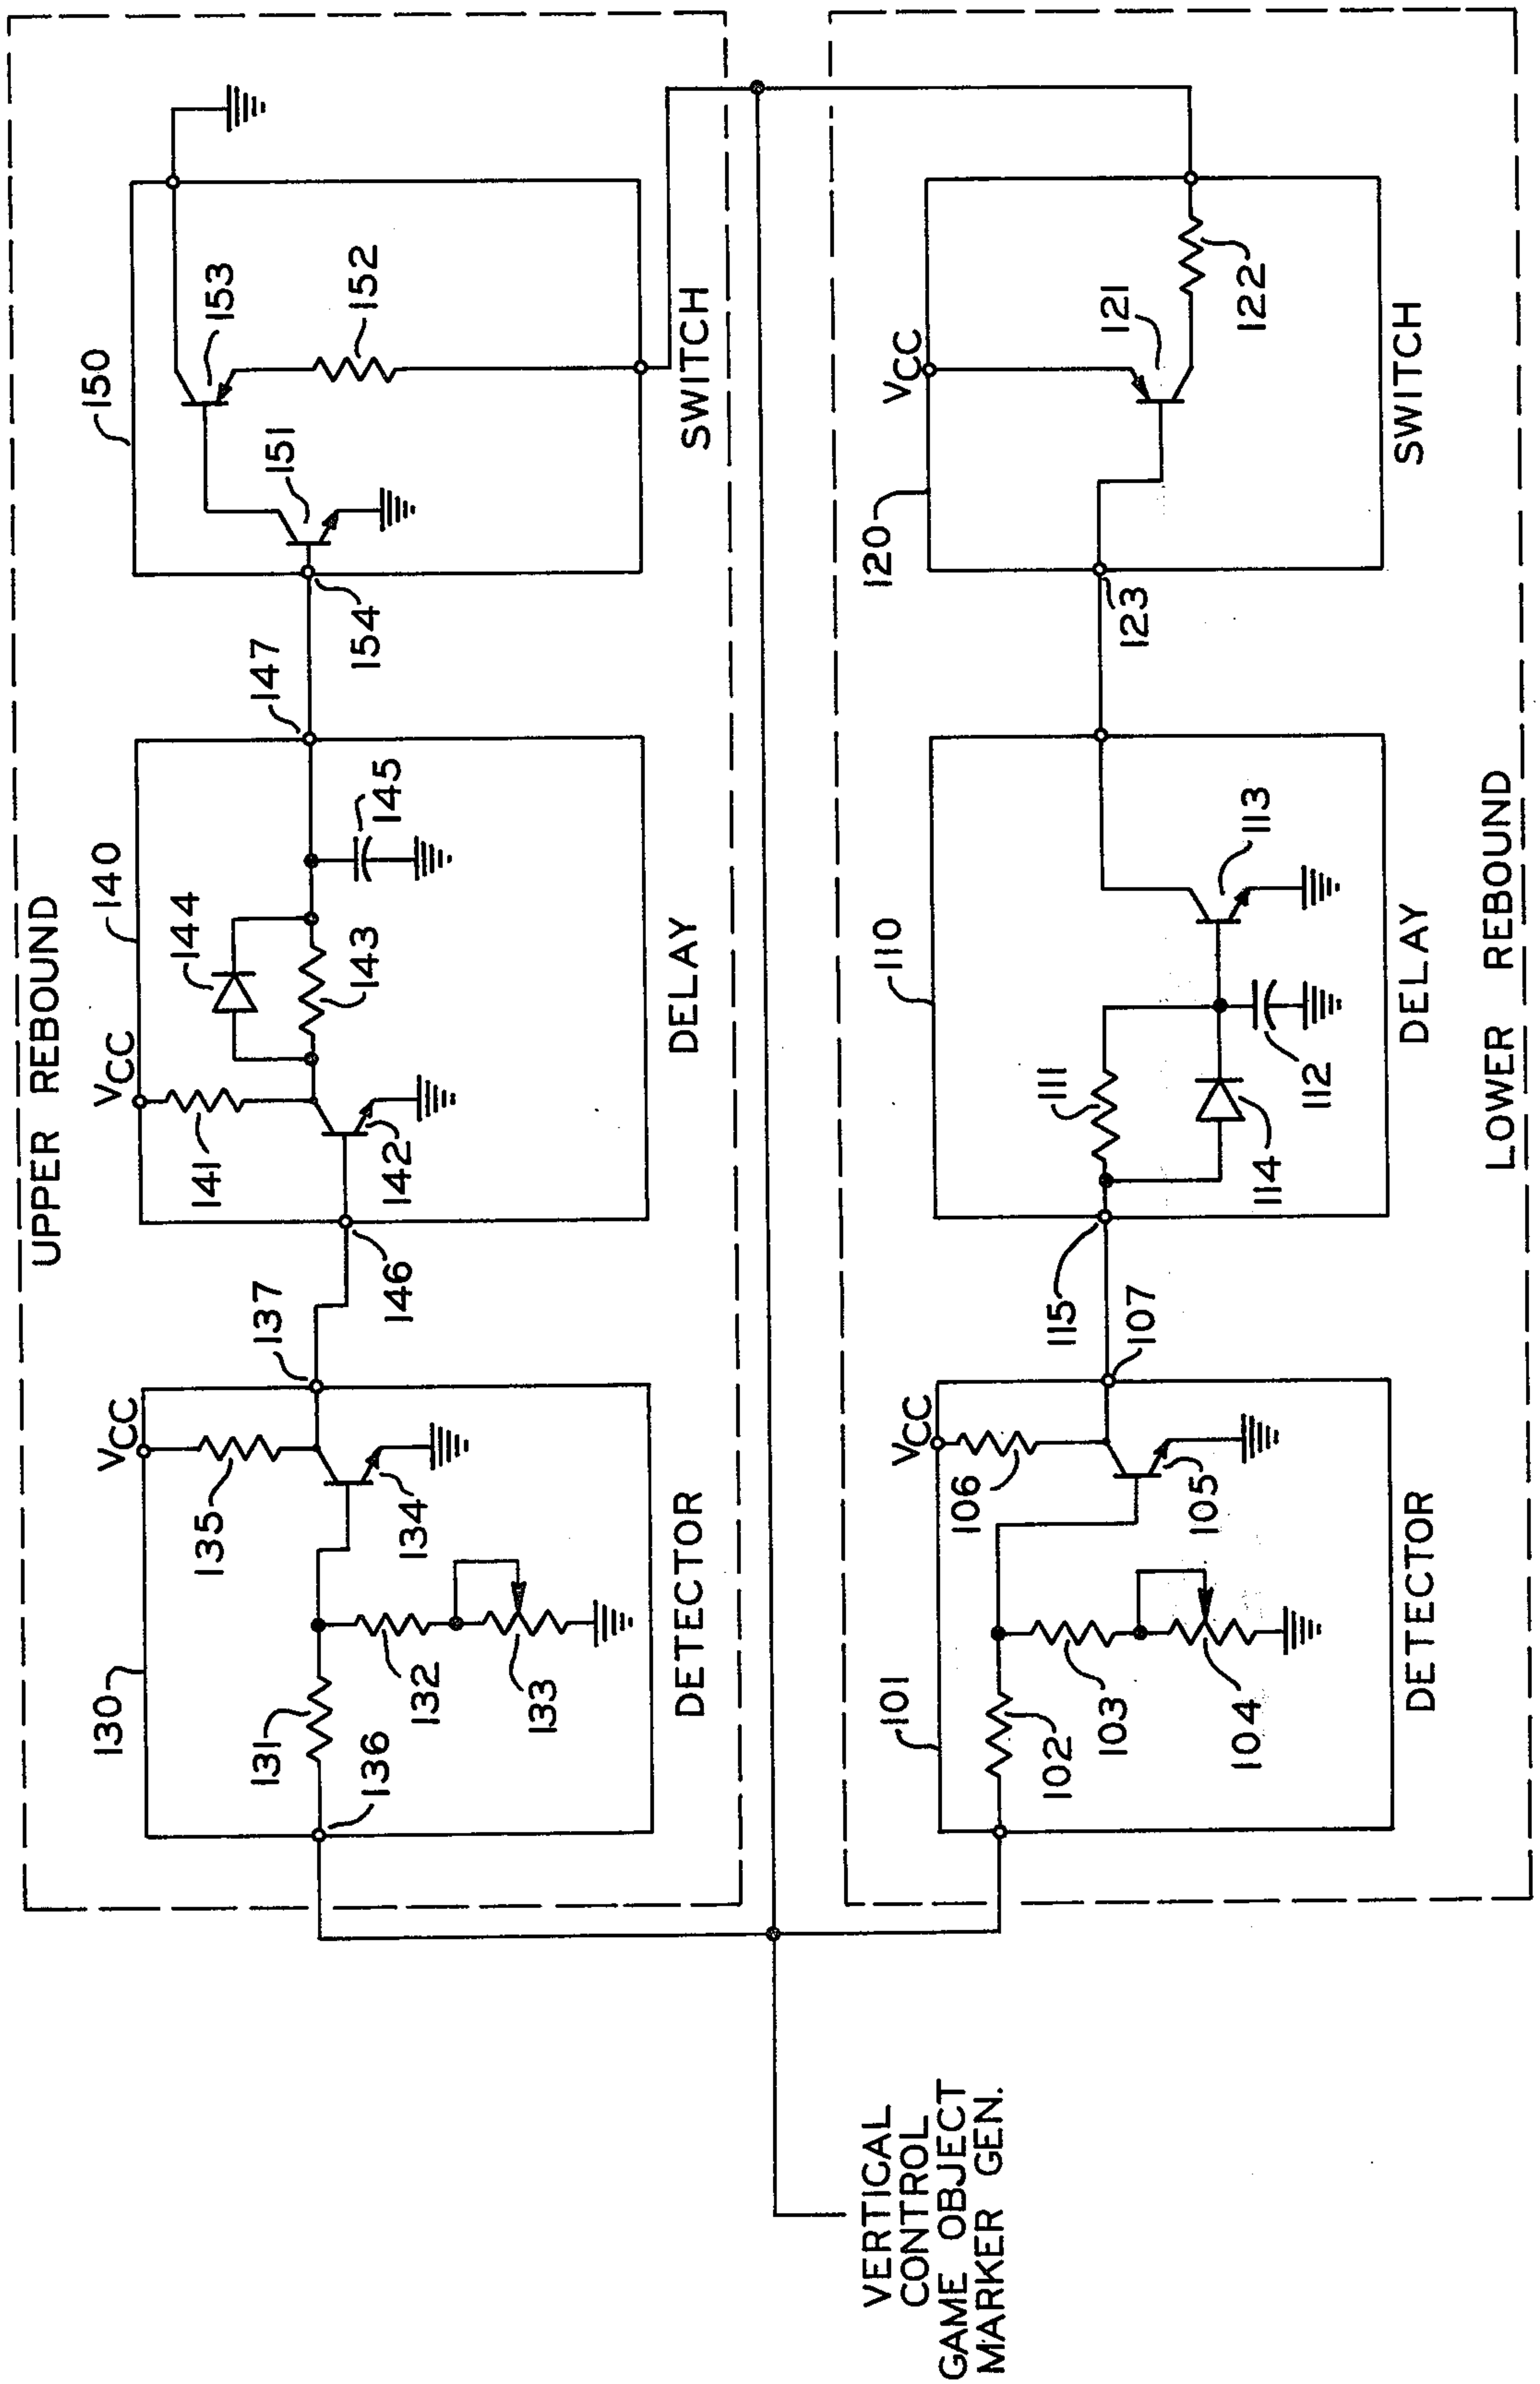 UPPER REBOUND
130
VCC
135
131
136
132
133
134
137
DETECTOR
146
140
VCC
141
142
143
144
145
147
DELAY
154
150
151
152
153
SWITCH
VERTICAL
CONTROL
GAME OBJECT
MARKER GEN.
101
VCC
106
102
103
104
105
107
DETECTOR
115
110
111
112
113
114
DELAY
123
120
VCC
121
122
SWITCH
LOWER REBOUND